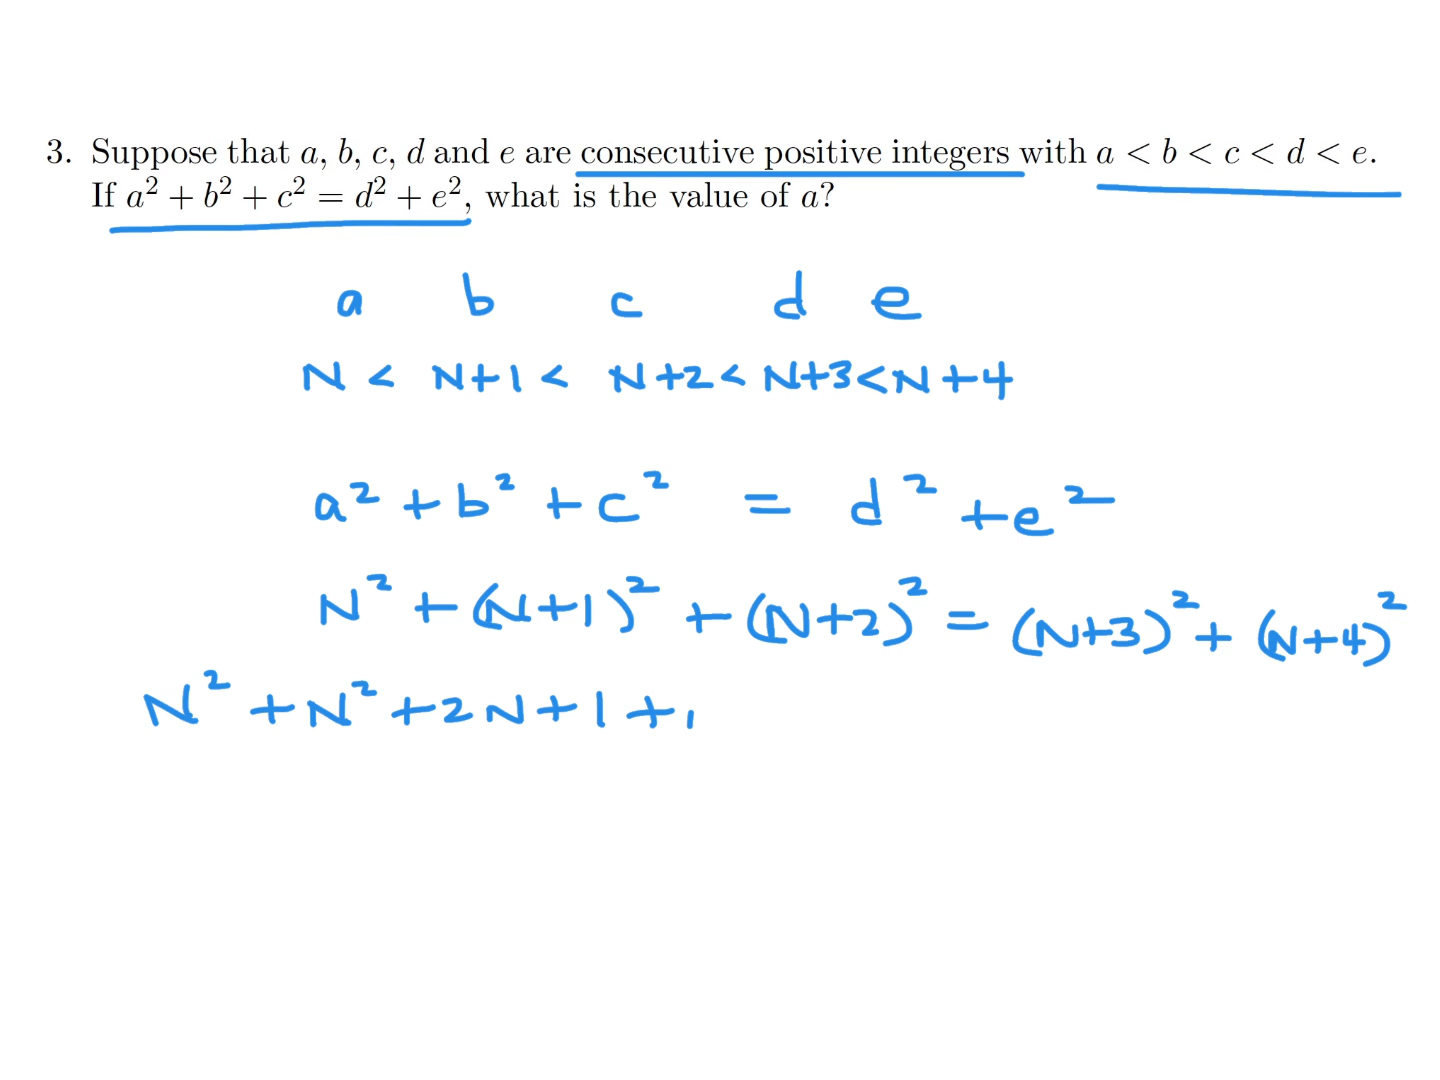 3. Suppose that a, b, c, d and e are consecutive positive integers with a < b < c < d < e.
If a² + b² + c² = d² + e², what is the value of a?
a b c d e
N < N+1 < N+2 < N+3 < N+4
a² + b² + c² = d² + e²
N² + (N+1)² + (N+2)² = (N+3)² + (N+4)²
N² + N² + 2N + 1 +